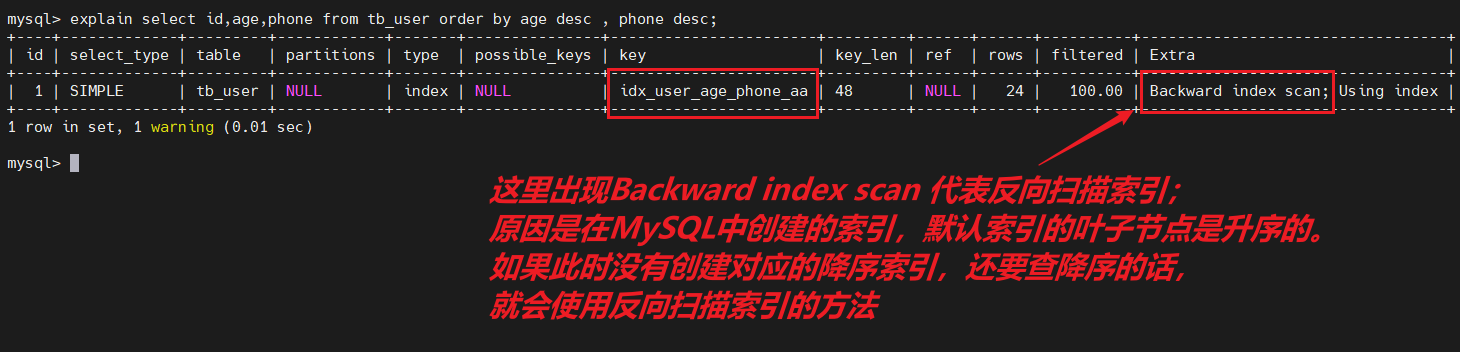 mysql> explain select id,age,phone from tb_user order by age desc , phone desc;
+----+-------------+---------+------------+-------+---------------+----------------------+---------+------+------+----------+----------------------------------+
| id | select_type | table | partitions | type | possible_keys | key | key_len | ref | rows | filtered | Extra |
+----+-------------+---------+------------+-------+---------------+----------------------+---------+------+------+----------+----------------------------------+
| 1 | SIMPLE | tb_user | NULL | index | NULL | idx_user_age_phone_aa | 48 | NULL | 24 | 100.00 | Backward index scan; Using index |
+----+-------------+---------+------------+-------+---------------+----------------------+---------+------+------+----------+----------------------------------+
1 row in set, 1 warning (0.01 sec)
mysql>
这里出现Backward index scan 代表反向扫描索引；
原因是在MySQL中创建的索引，默认索引的叶子节点是升序的。
如果此时没有创建对应的降序索引，还要查降序的话，
就会使用反向扫描索引的方法